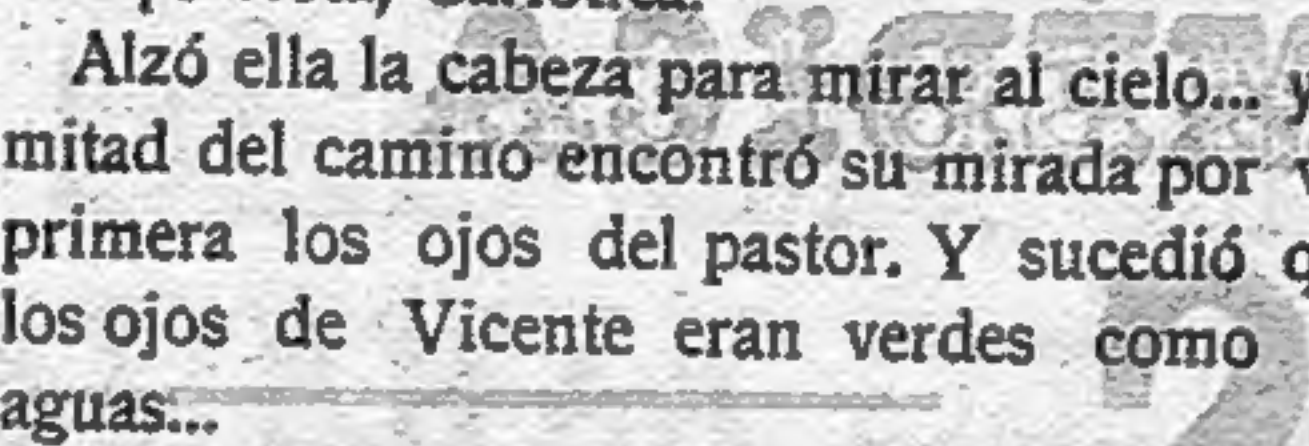 Alzó ella la cabeza para mirar al cielo... y
mitad del camino encontró su mirada por
primera los ojos del pastor. Y sucedió
los ojos de Vicente eran verdes como
aguas...